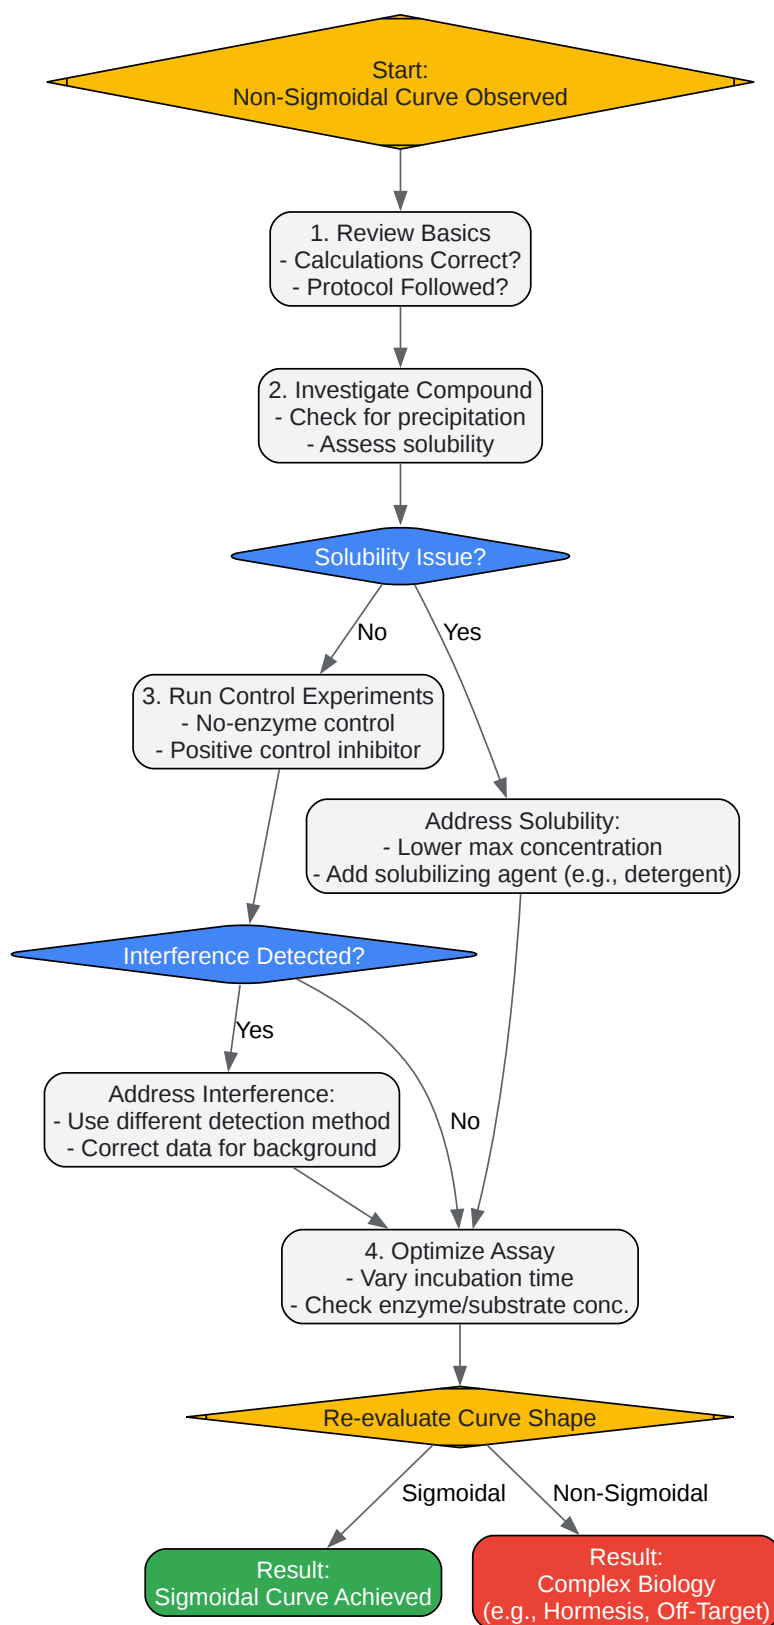 Start:
Non-Sigmoidal Curve Observed
1. Review Basics
- Calculations Correct?
- Protocol Followed?
2. Investigate Compound
- Check for precipitation
- Assess solubility
Solubility Issue?
No
Yes
3. Run Control Experiments
- No-enzyme control
- Positive control inhibitor
Address Solubility:
- Lower max concentration
- Add solubilizing agent (e.g., detergent)
Interference Detected?
Yes
Address Interference:
- Use different detection method
- Correct data for background
No
4. Optimize Assay
- Vary incubation time
- Check enzyme/substrate conc.
Re-evaluate Curve Shape
Sigmoidal
Non-Sigmoidal
Result:
Sigmoidal Curve Achieved
Result:
Complex Biology
(e.g., Hormesis, Off-Target)